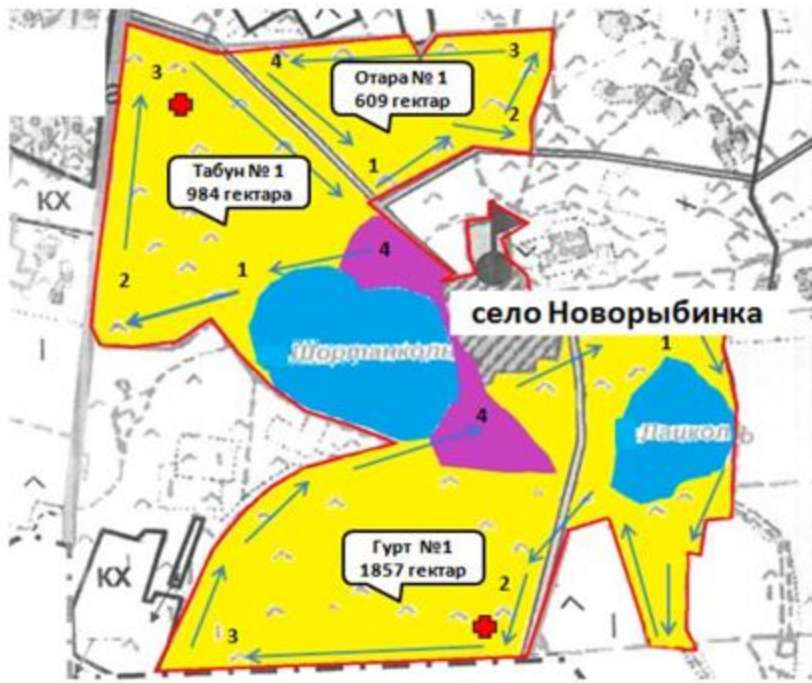 4
3
3
Отара № 1
609 гектар
2
Табун № 1
984 гектара
1
КХ
4
2
1
село Новорыбинка
1
Шортанколь
4
Лацколь
Гурт №1
1857 гектар
КХ
2
3